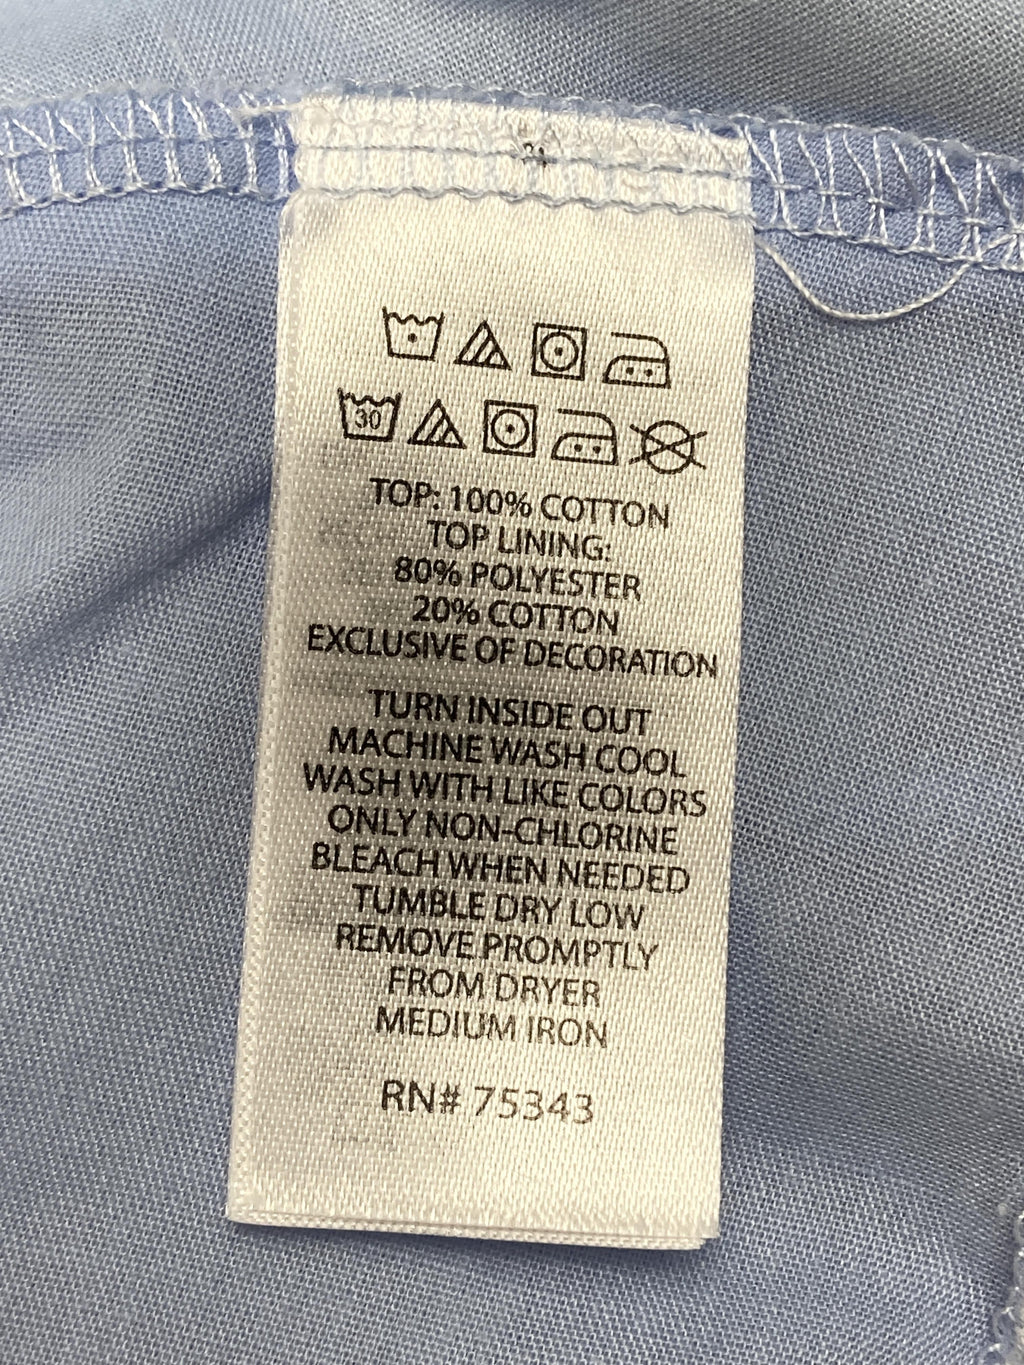 30
TOP: 100% COTTON
TOP LINING:
80% POLYESTER
20% COTTON
EXCLUSIVE OF DECORATION
TURN INSIDE OUT
MACHINE WASH COOL
WASH WITH LIKE COLORS
ONLY NON-CHLORINE
BLEACH WHEN NEEDED
TUMBLE DRY LOW
REMOVE PROMPTLY
FROM DRYER
MEDIUM IRON
RN# 75343